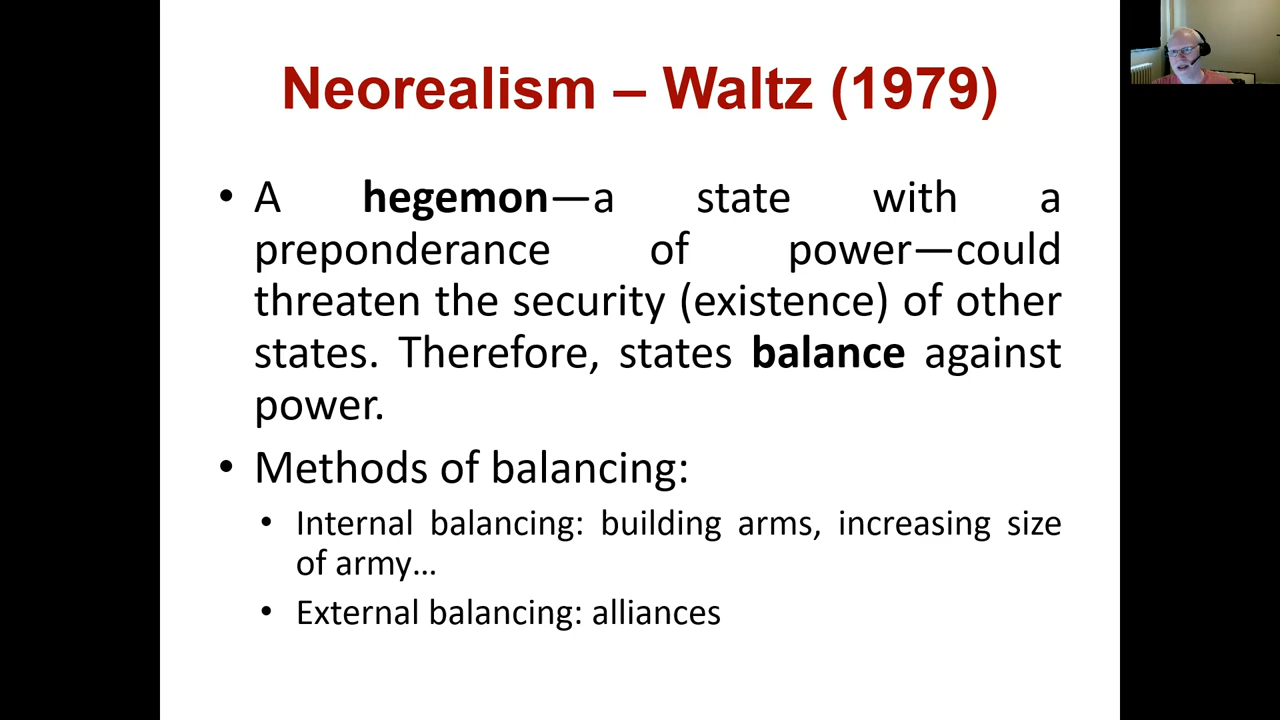 Neorealism – Waltz (1979)
• A hegemon—a state with a
preponderance of power—could
threaten the security (existence) of other
states. Therefore, states balance against
power.
• Methods of balancing:
• Internal balancing: building arms, increasing size
of army…
• External balancing: alliances